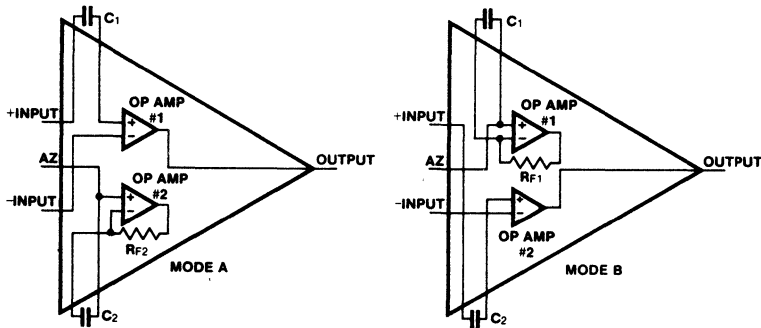 C1
+INPUT
AZ
−INPUT
OP AMP
#1
+
−
OP AMP
#2
+
−
RF2
OUTPUT
MODE A
C2
C1
+INPUT
AZ
−INPUT
OP AMP
#1
+
−
RF1
+
−
OP AMP
#2
OUTPUT
MODE B
C2